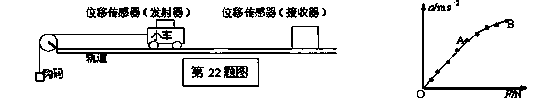 位移传感器(发射器)
位移传感器(接收器)
小车
轨道
钩码
第22题图
a/ms⁻²
B
A
O
F/N